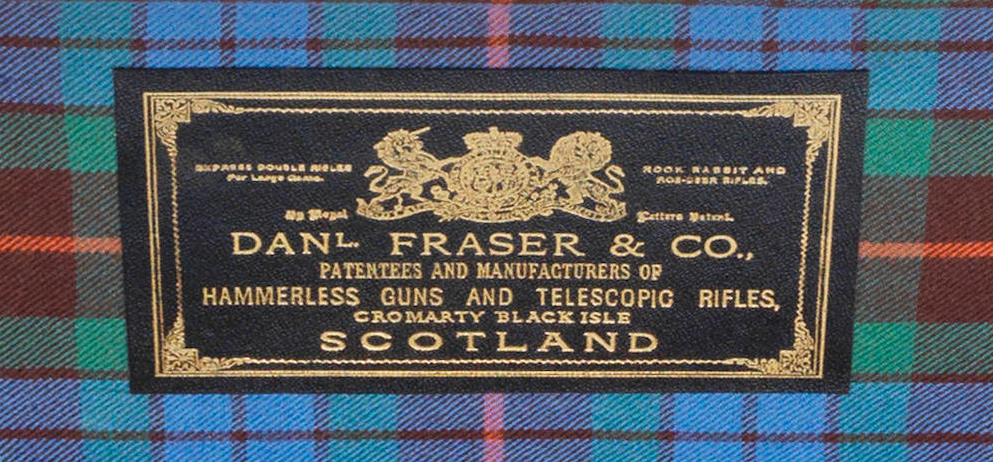 EXPRESS DOUBLE RIFLES
For Large Game.
ROOK RABBIT AND
ROE-DEER RIFLES.
By Royal
Letters Patent.
DANL. FRASER & CO.,
PATENTEES AND MANUFACTURERS OF
HAMMERLESS GUNS AND TELESCOPIC RIFLES,
CROMARTY BLACK ISLE
SCOTLAND